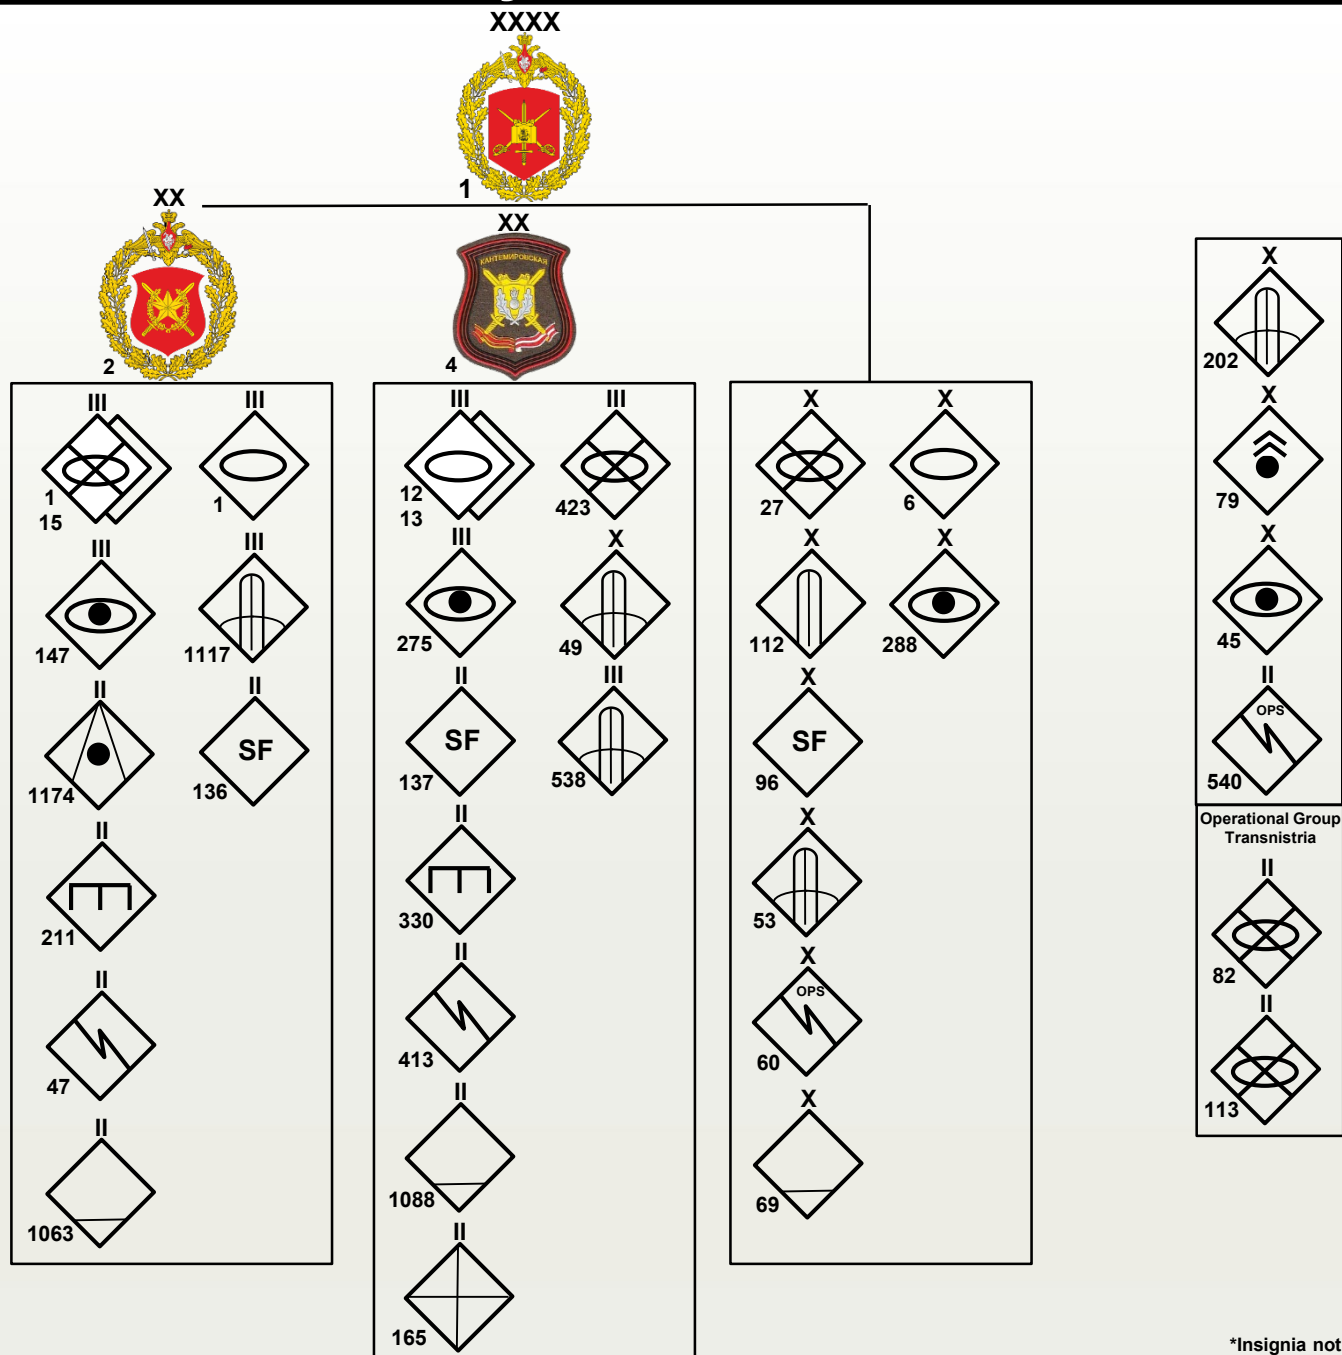 XXXX
1
XX
2
XX
КАНТЕМИРОВСКАЯ
4
III
1
15
III
1
III
147
III
1117
II
1174
II
SF
136
II
211
II
47
II
1063
III
12
13
III
423
III
275
X
49
II
SF
137
III
538
II
330
II
413
II
1088
II
165
X
27
X
6
X
112
X
288
X
SF
96
X
53
X
OPS
60
X
69
X
202
X
79
X
45
II
OPS
540
Operational Group
Transnistria
II
82
II
113
*Insignia not